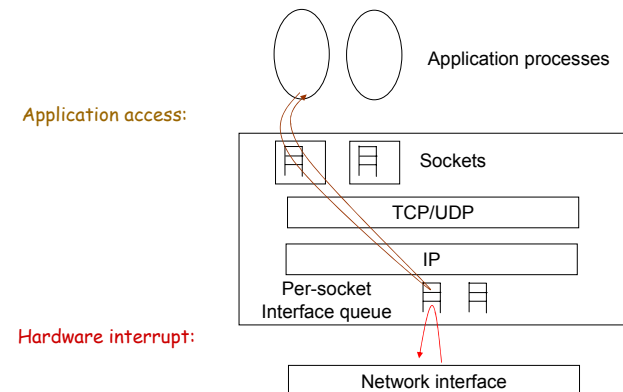 Application processes
Application access:
Sockets
TCP/UDP
IP
Per-socket
Interface queue
Hardware interrupt:
Network interface